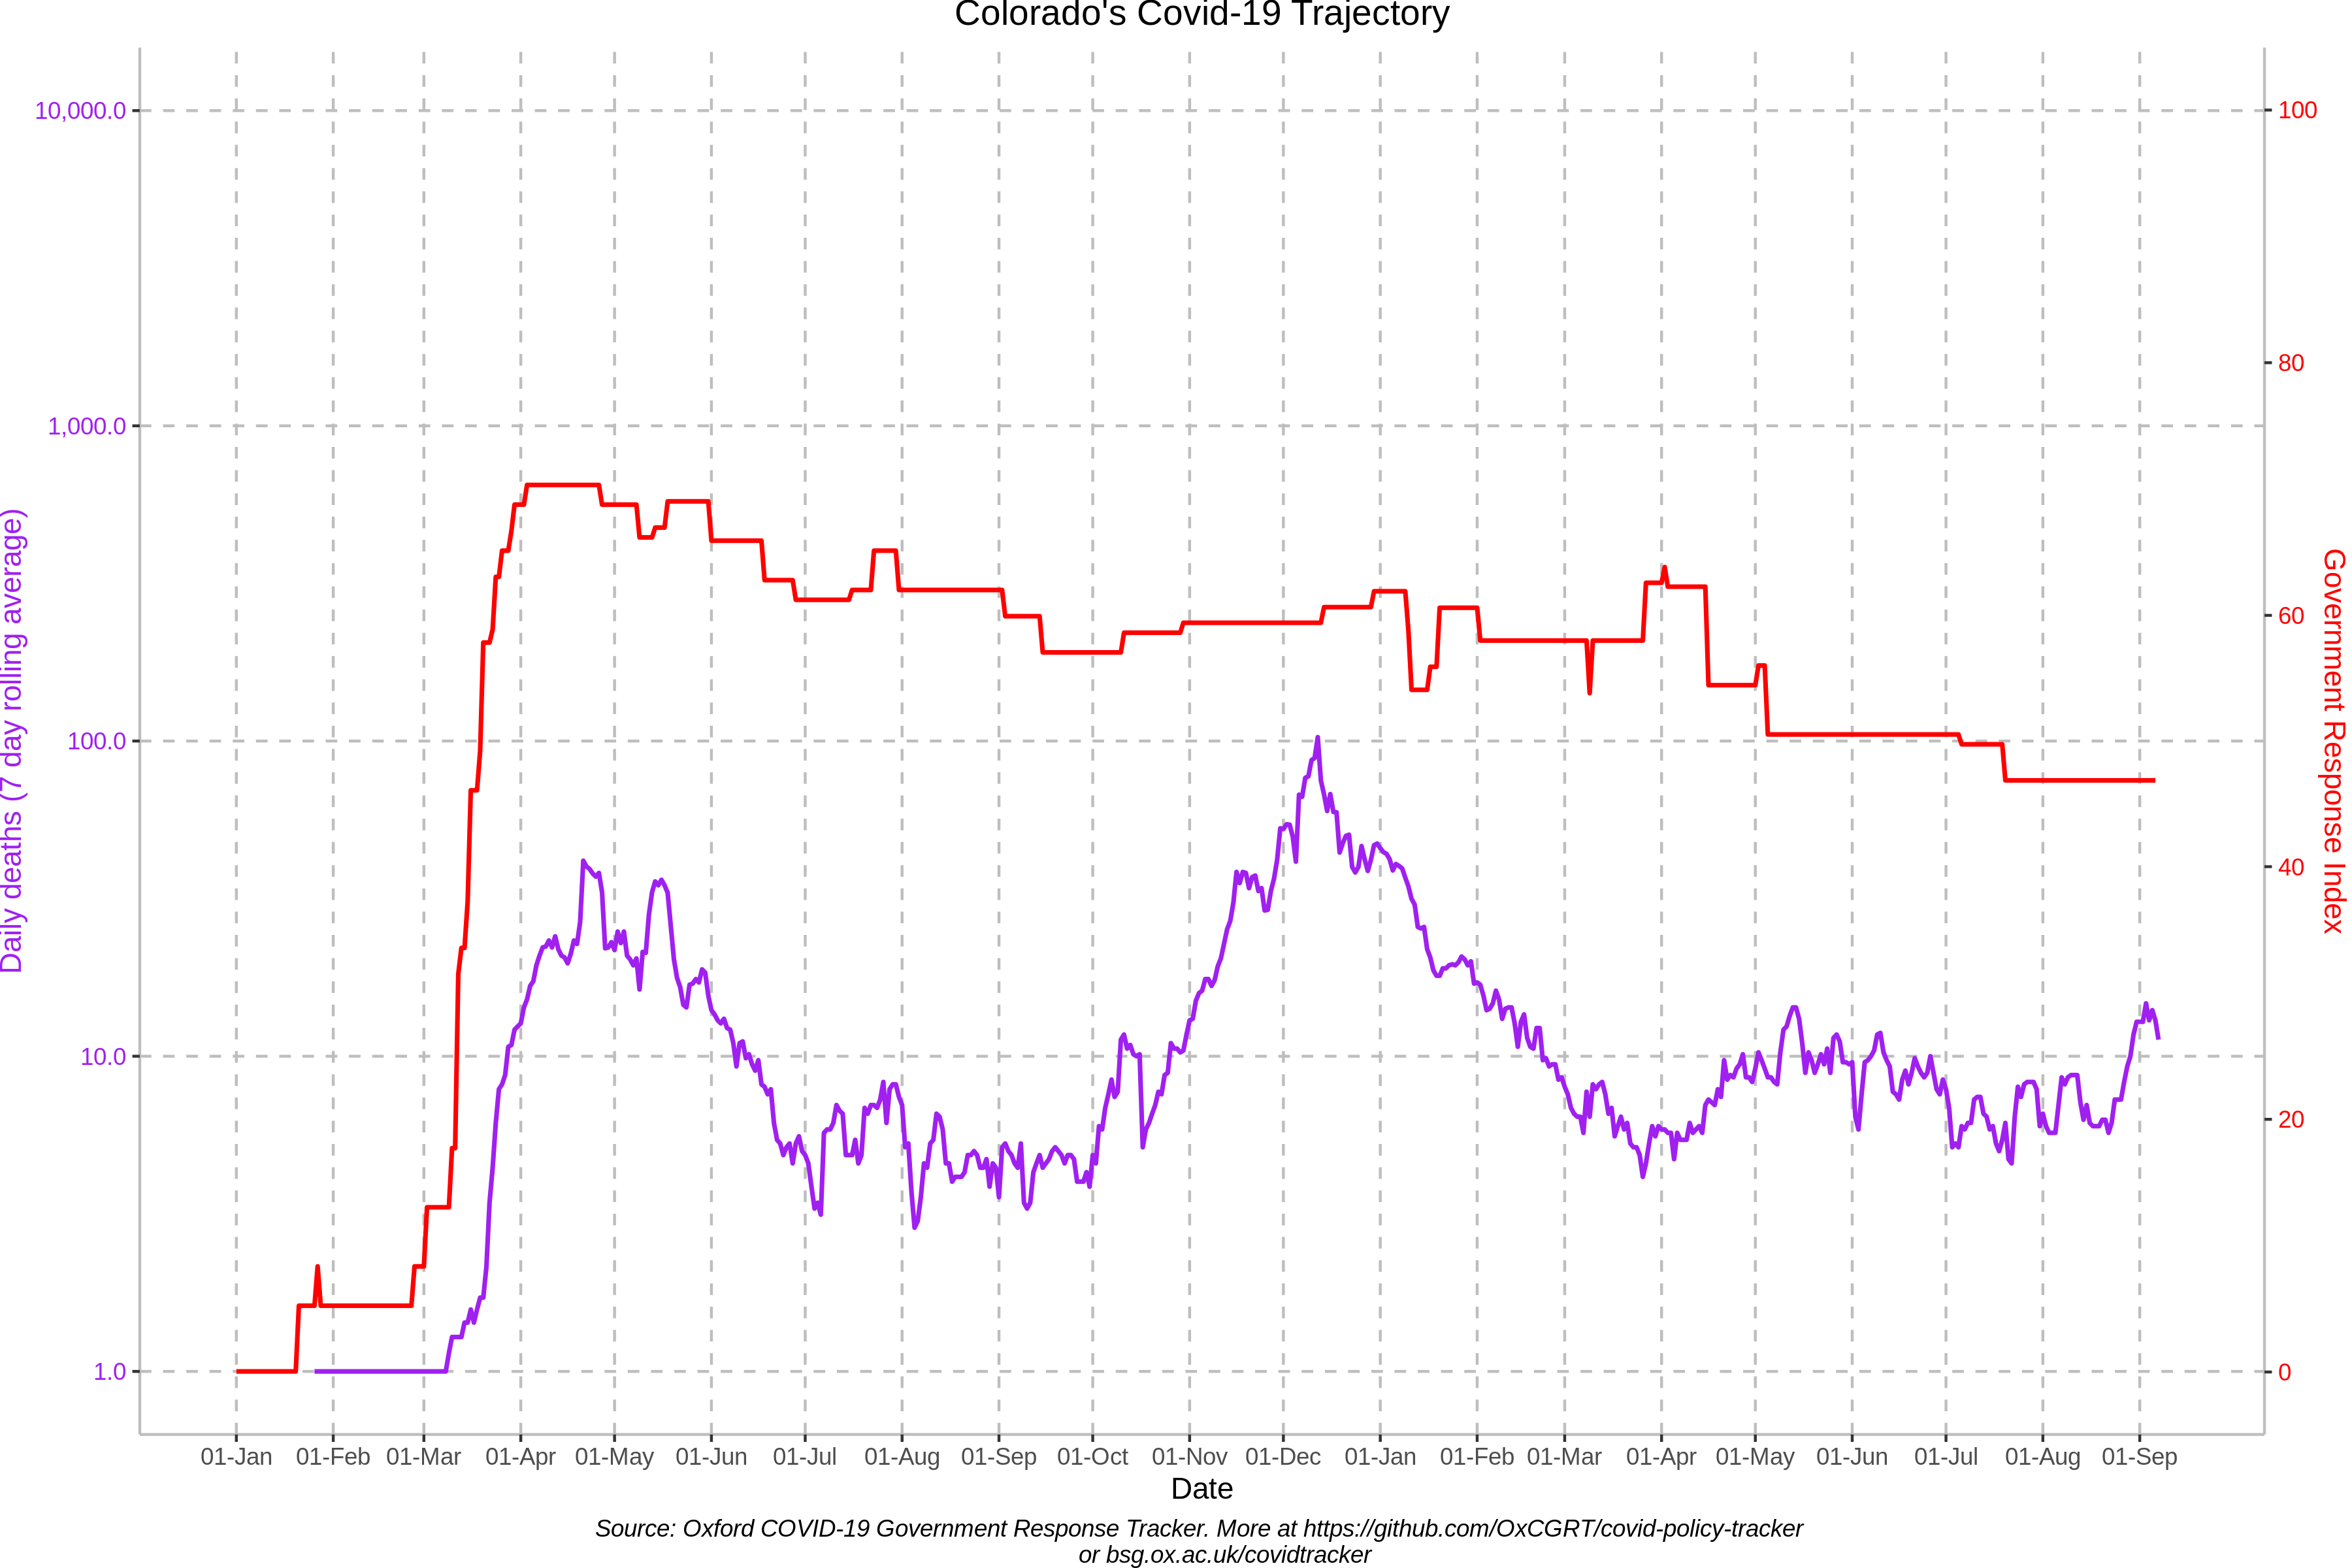 Colorado's Covid-19 Trajectory
10,000.0
1,000.0
100.0
10.0
1.0
Daily deaths (7 day rolling average)
100
80
60
40
20
0
Government Response Index
01-Jan 01-Feb 01-Mar 01-Apr 01-May 01-Jun 01-Jul 01-Aug 01-Sep 01-Oct 01-Nov 01-Dec 01-Jan 01-Feb 01-Mar 01-Apr 01-May 01-Jun 01-Jul 01-Aug 01-Sep
Date
Source: Oxford COVID-19 Government Response Tracker. More at https://github.com/OxCGRT/covid-policy-tracker
or bsg.ox.ac.uk/covidtracker